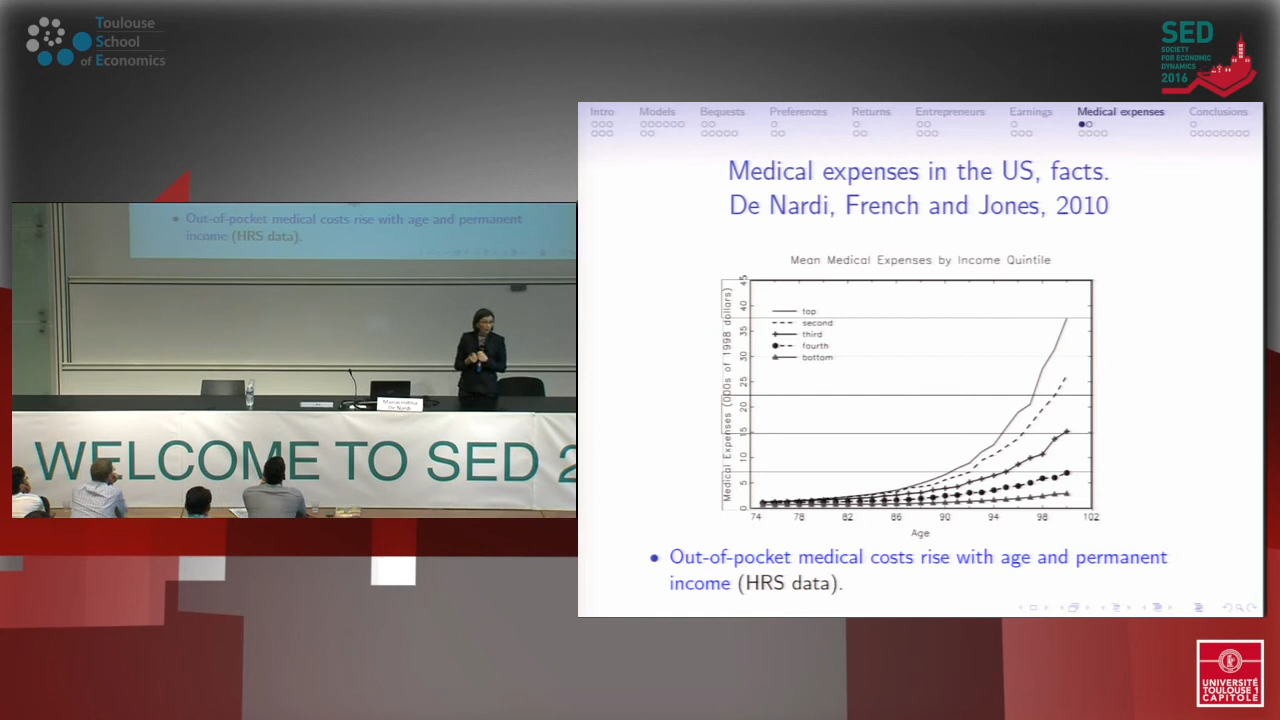 Toulouse
School
of Economics
SED
SOCIETY
FOR ECONOMIC
DYNAMICS
2016
Intro Models Bequests Preferences Returns Entrepreneurs Earnings Medical expenses Conclusions
Medical expenses in the US, facts.
De Nardi, French and Jones, 2010
Mean Medical Expenses by Income Quintile
Medical Expenses (000s of 1998 dollars)
45
40
35
30
25
20
15
10
5
0
top
second
third
fourth
bottom
74 78 82 86 90 94 98 102
Age
• Out-of-pocket medical costs rise with age and permanent
income (HRS data).
• Out-of-pocket medical costs rise with age and permanent
income (HRS data).
Mariacristina
De Nardi
WELCOME TO SED 2
UNIVERSITÉ
TOULOUSE 1
CAPITOLE